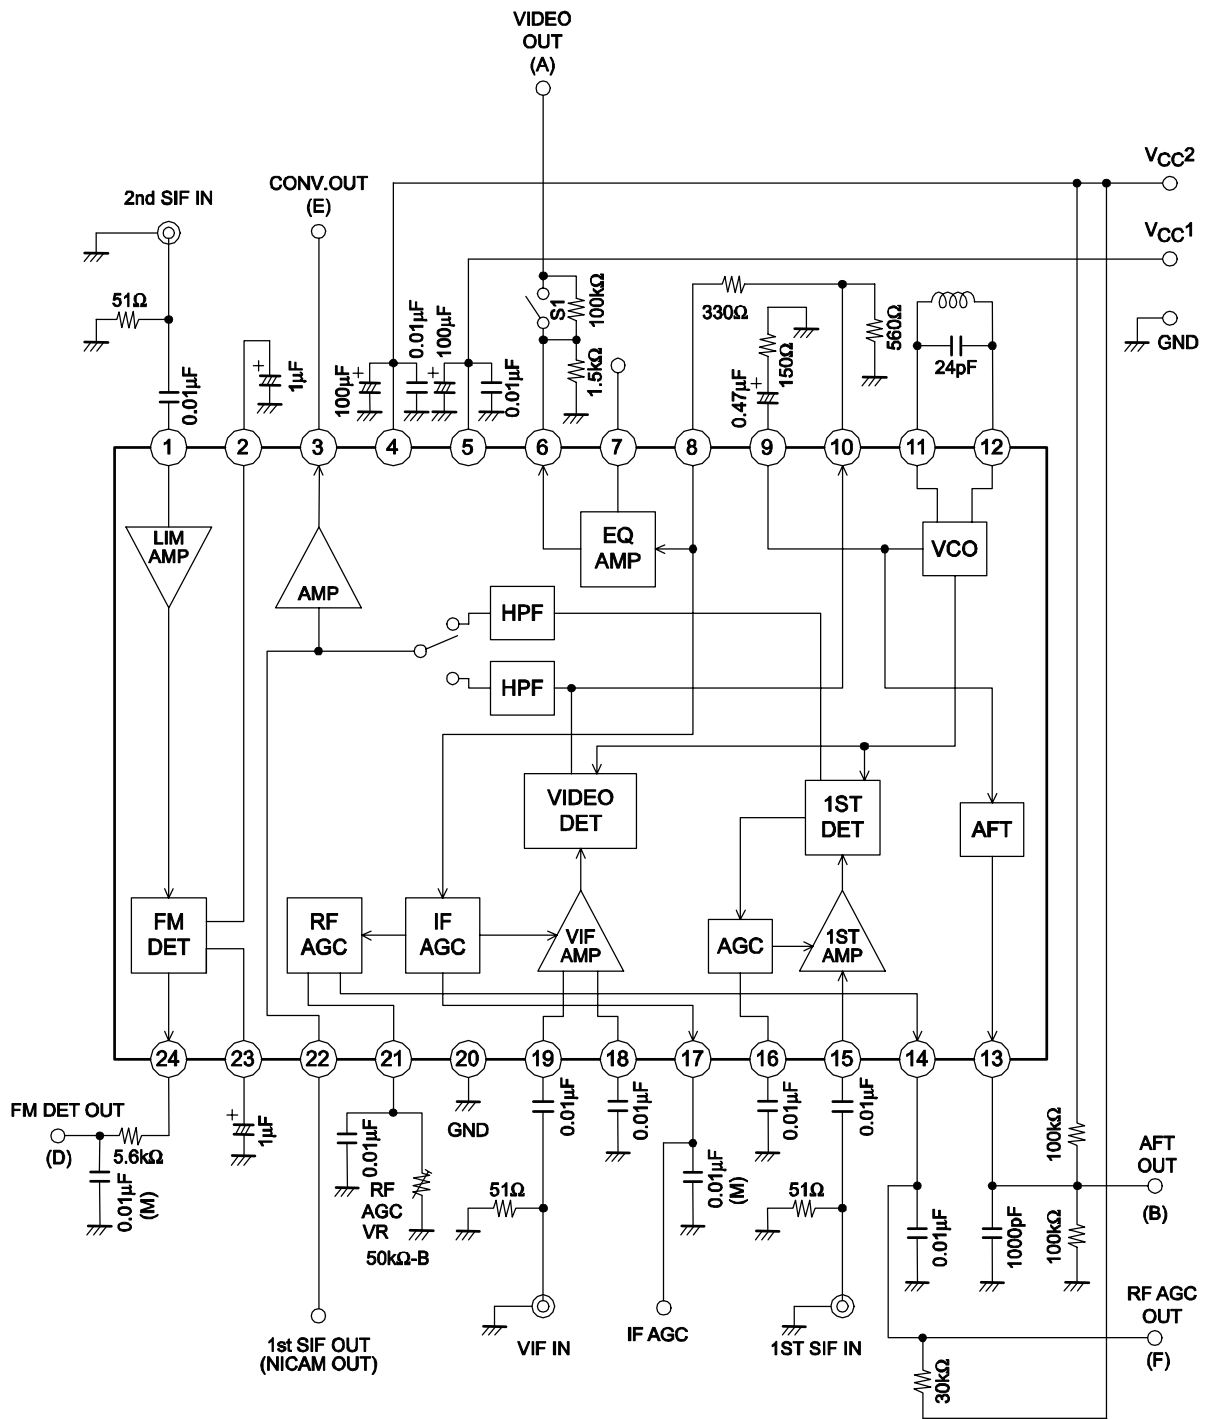 VIDEO
OUT
(A)
VCC2
CONV.OUT
(E)
2nd SIF IN
VCC1
51Ω
0.01µF
1µF
100µF
0.01µF
100µF
0.01µF
S1
100kΩ
1.5kΩ
330Ω
0.47µF
150Ω
560Ω
24pF
GND
1
2
3
4
5
6
7
8
9
10
11
12
LIM
AMP
AMP
EQ
AMP
VCO
HPF
HPF
VIDEO
DET
1ST
DET
AFT
FM
DET
RF
AGC
IF
AGC
VIF
AMP
AGC
1ST
AMP
24
23
22
21
20
19
18
17
16
15
14
13
FM DET OUT
(D)
5.6kΩ
0.01µF
(M)
1µF
0.01µF
RF
AGC
VR
50kΩ-B
GND
0.01µF
0.01µF
51Ω
0.01µF
(M)
0.01µF
0.01µF
51Ω
0.01µF
1000pF
100kΩ
100kΩ
AFT
OUT
(B)
RF AGC
OUT
(F)
30kΩ
1st SIF OUT
(NICAM OUT)
VIF IN
IF AGC
1ST SIF IN